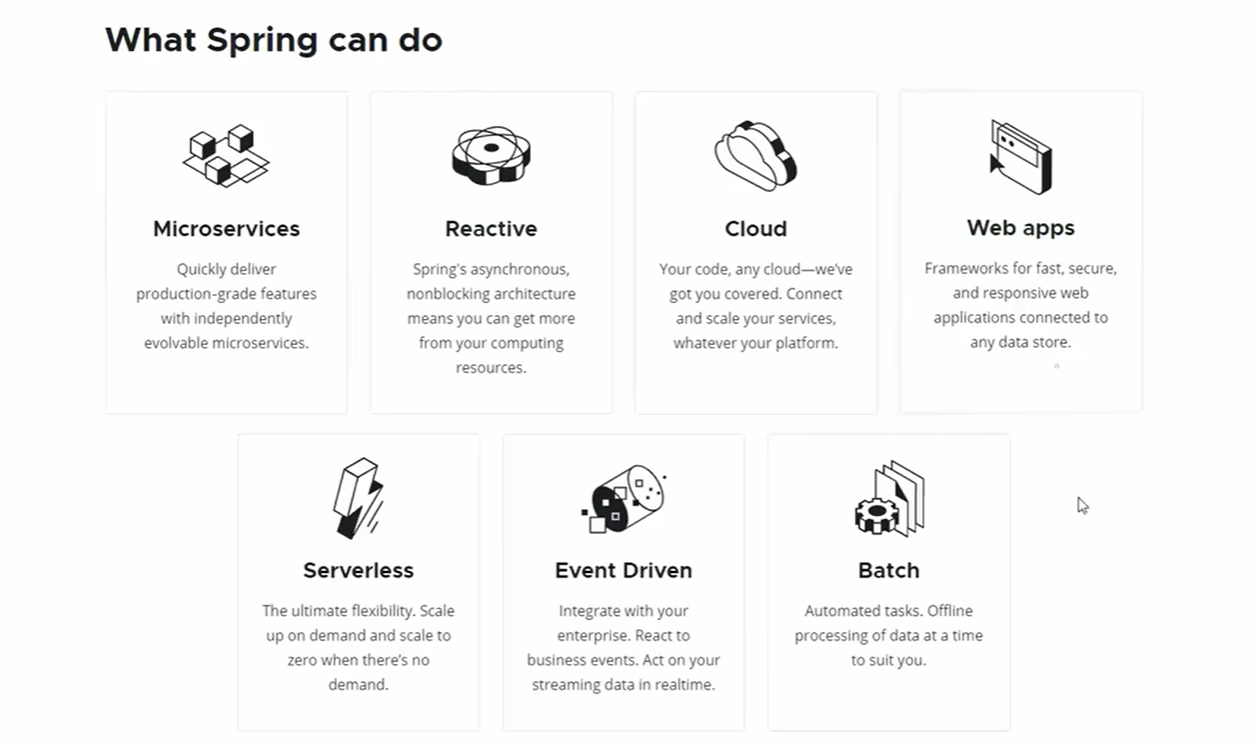 What Spring can do
Microservices
Quickly deliver
production-grade features
with independently
evolvable microservices.
Reactive
Spring's asynchronous,
nonblocking architecture
means you can get more
from your computing
resources.
Cloud
Your code, any cloud—we've
got you covered. Connect
and scale your services,
whatever your platform.
Web apps
Frameworks for fast, secure,
and responsive web
applications connected to
any data store.
Serverless
The ultimate flexibility. Scale
up on demand and scale to
zero when there's no
demand.
Event Driven
Integrate with your
enterprise. React to
business events. Act on your
streaming data in realtime.
Batch
Automated tasks. Offline
processing of data at a time
to suit you.